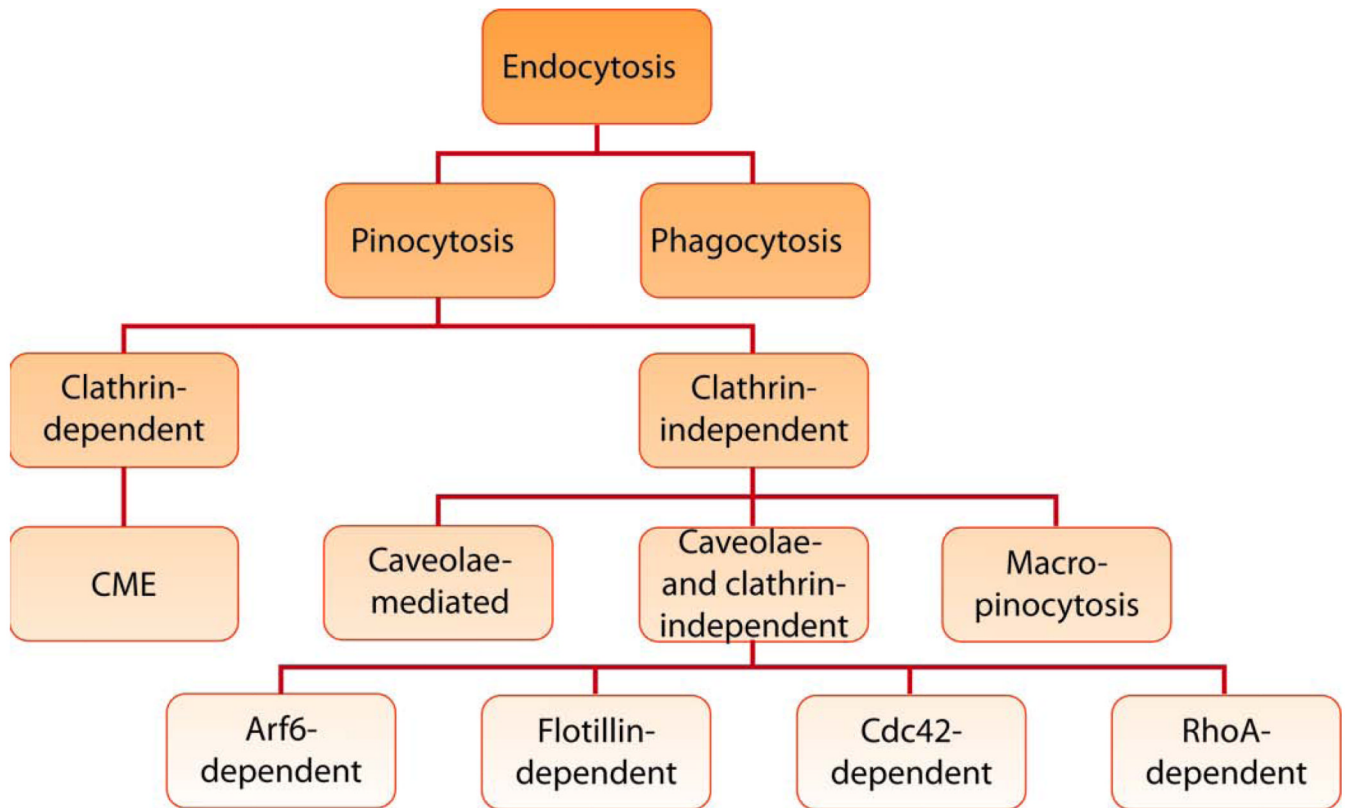 Endocytosis
Pinocytosis
Phagocytosis
Clathrin-
dependent
Clathrin-
independent
CME
Caveolae-
mediated
Caveolae-
and clathrin-
independent
Macro-
pinocytosis
Arf6-
dependent
Flotillin-
dependent
Cdc42-
dependent
RhoA-
dependent